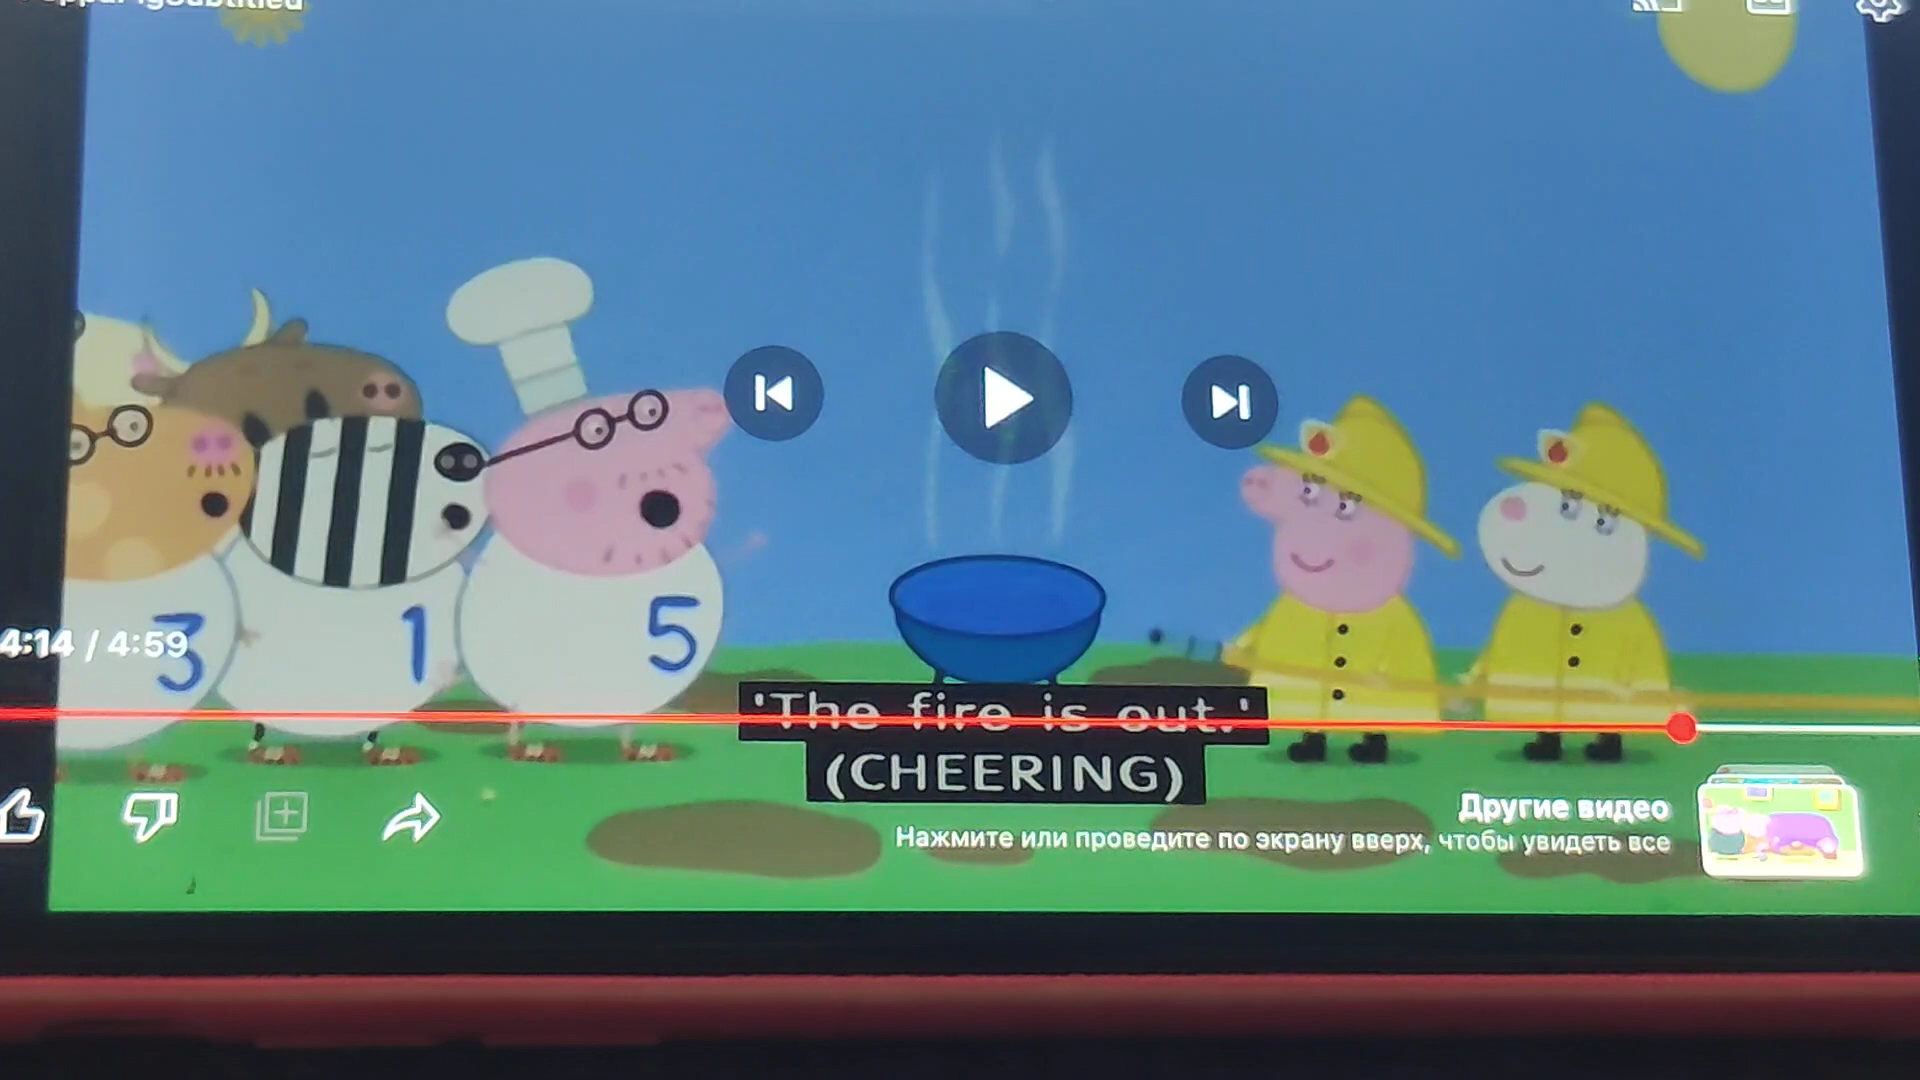 3
1
5
4:14 / 4:59
'The fire is out.'
(CHEERING)
Другие видео
Нажмите или проведите по экрану вверх, чтобы увидеть все